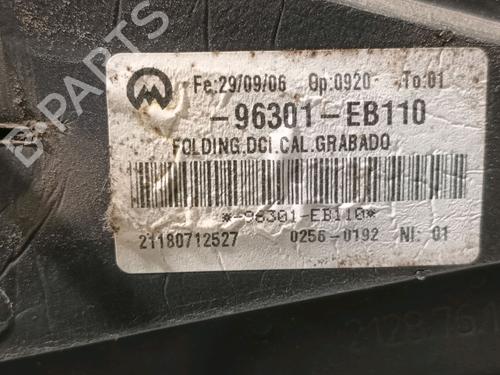 Fe:29/09/06 Op:0920 To:01
-96301-EB110
FOLDING.DCI.CAL.GRABADO
*-96301-EB110*
21180712527 0256-0192 NI: 01
B-PARTS